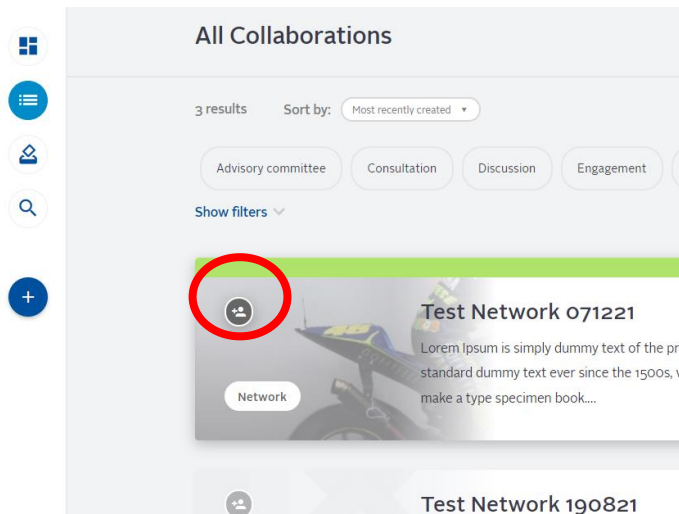 All Collaborations
3 results Sort by: Most recently created
Advisory committee Consultation Discussion Engagement
Show filters
Test Network 071221
Lorem Ipsum is simply dummy text of the pr
standard dummy text ever since the 1500s,
Network make a type specimen book....
Test Network 190821